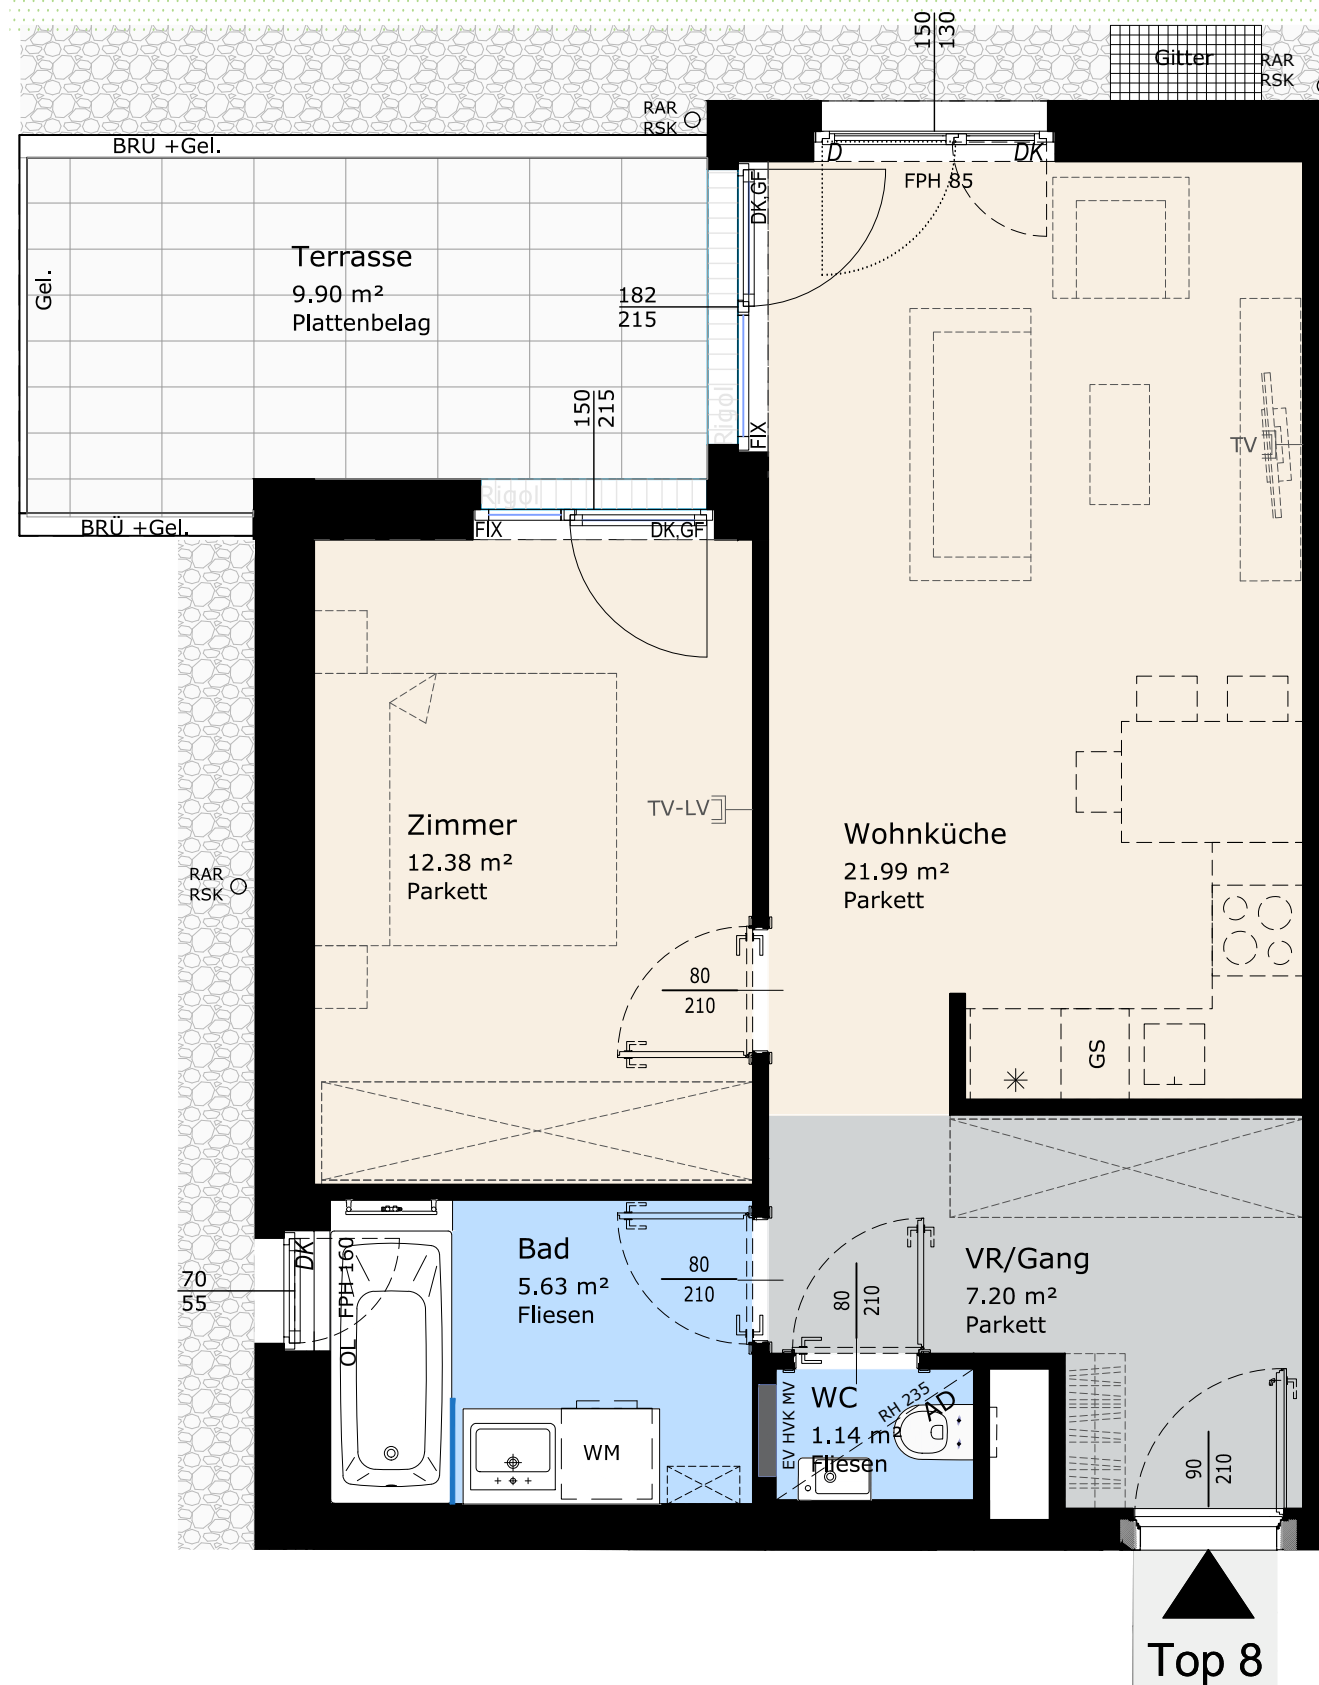 150
130
Gitter
RAR
RSK
RAR
RSK
BRÜ +Gel.
D
DK
FPH 85
DK,GF
Terrasse
9.90 m²
Plattenbelag
Gel.
182
215
150
215
Rigol
FIX
TV
Rigol
BRÜ +Gel.
FIX
DK,GF
TV-LV
Zimmer
12.38 m²
Parkett
Wohnküche
21.99 m²
Parkett
RAR
RSK
80
210
GS
Bad
5.63 m²
Fliesen
DK
OL FPH 160
70
55
80
210
80
210
VR/Gang
7.20 m²
Parkett
WC
1.14 m²
Fliesen
RH 235
AD
EV HVK MV
WM
90
210
Top 8